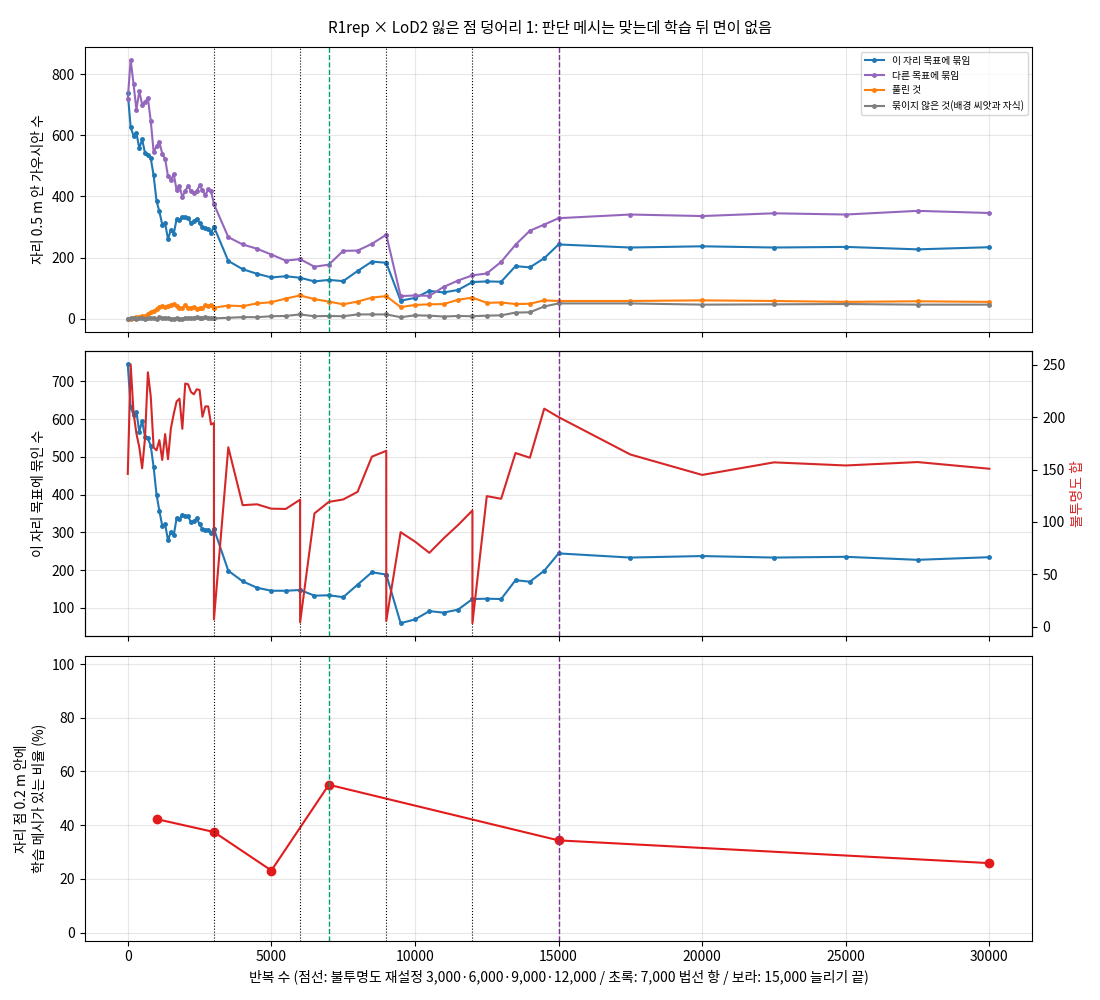 R1rep × LoD2 잃은 점 덩어리 1: 판단 메시는 맞는데 학습 뒤 면이 없음
자리 0.5 m 안 가우시안 수
800
600
400
200
0
이 자리 목표에 묶임
다른 목표에 묶임
풀린 것
묶이지 않은 것(배경 씨앗과 자식)
이 자리 목표에 묶인 수
700
600
500
400
300
200
100
250
200
150
100
50
0
불투명도 합
자리 점 0.2 m 안에
학습 메시가 있는 비율 (%)
100
80
60
40
20
0
0 5000 10000 15000 20000 25000 30000
반복 수 (점선: 불투명도 재설정 3,000·6,000·9,000·12,000 / 초록: 7,000 법선 항 / 보라: 15,000 늘리기 끝)